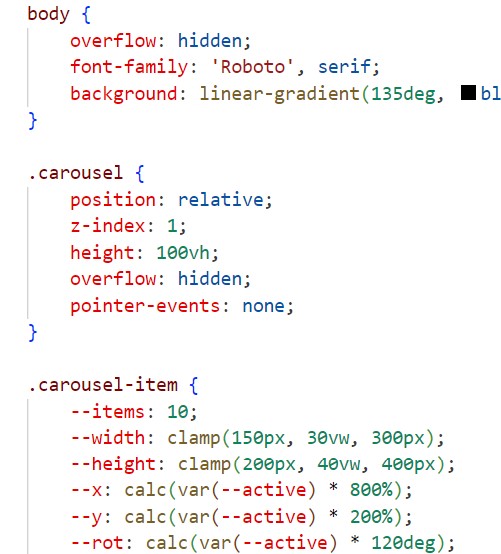 body {
    overflow: hidden;
    font-family: 'Roboto', serif;
    background: linear-gradient(135deg, bl
}

.carousel {
    position: relative;
    z-index: 1;
    height: 100vh;
    overflow: hidden;
    pointer-events: none;
}

.carousel-item {
    --items: 10;
    --width: clamp(150px, 30vw, 300px);
    --height: clamp(200px, 40vw, 400px);
    --x: calc(var(--active) * 800%);
    --y: calc(var(--active) * 200%);
    --rot: calc(var(--active) * 120deg);